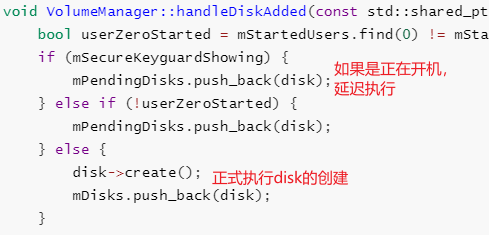 void VolumeManager::handleDiskAdded(const std::shared_pt
bool userZeroStarted = mStartedUsers.find(0) != mSta
if (mSecureKeyguardShowing) {
mPendingDisks.push_back(disk);
如果是正在开机，
延迟执行
} else if (!userZeroStarted) {
mPendingDisks.push_back(disk);
} else {
disk->create();
正式执行disk的创建
mDisks.push_back(disk);
}